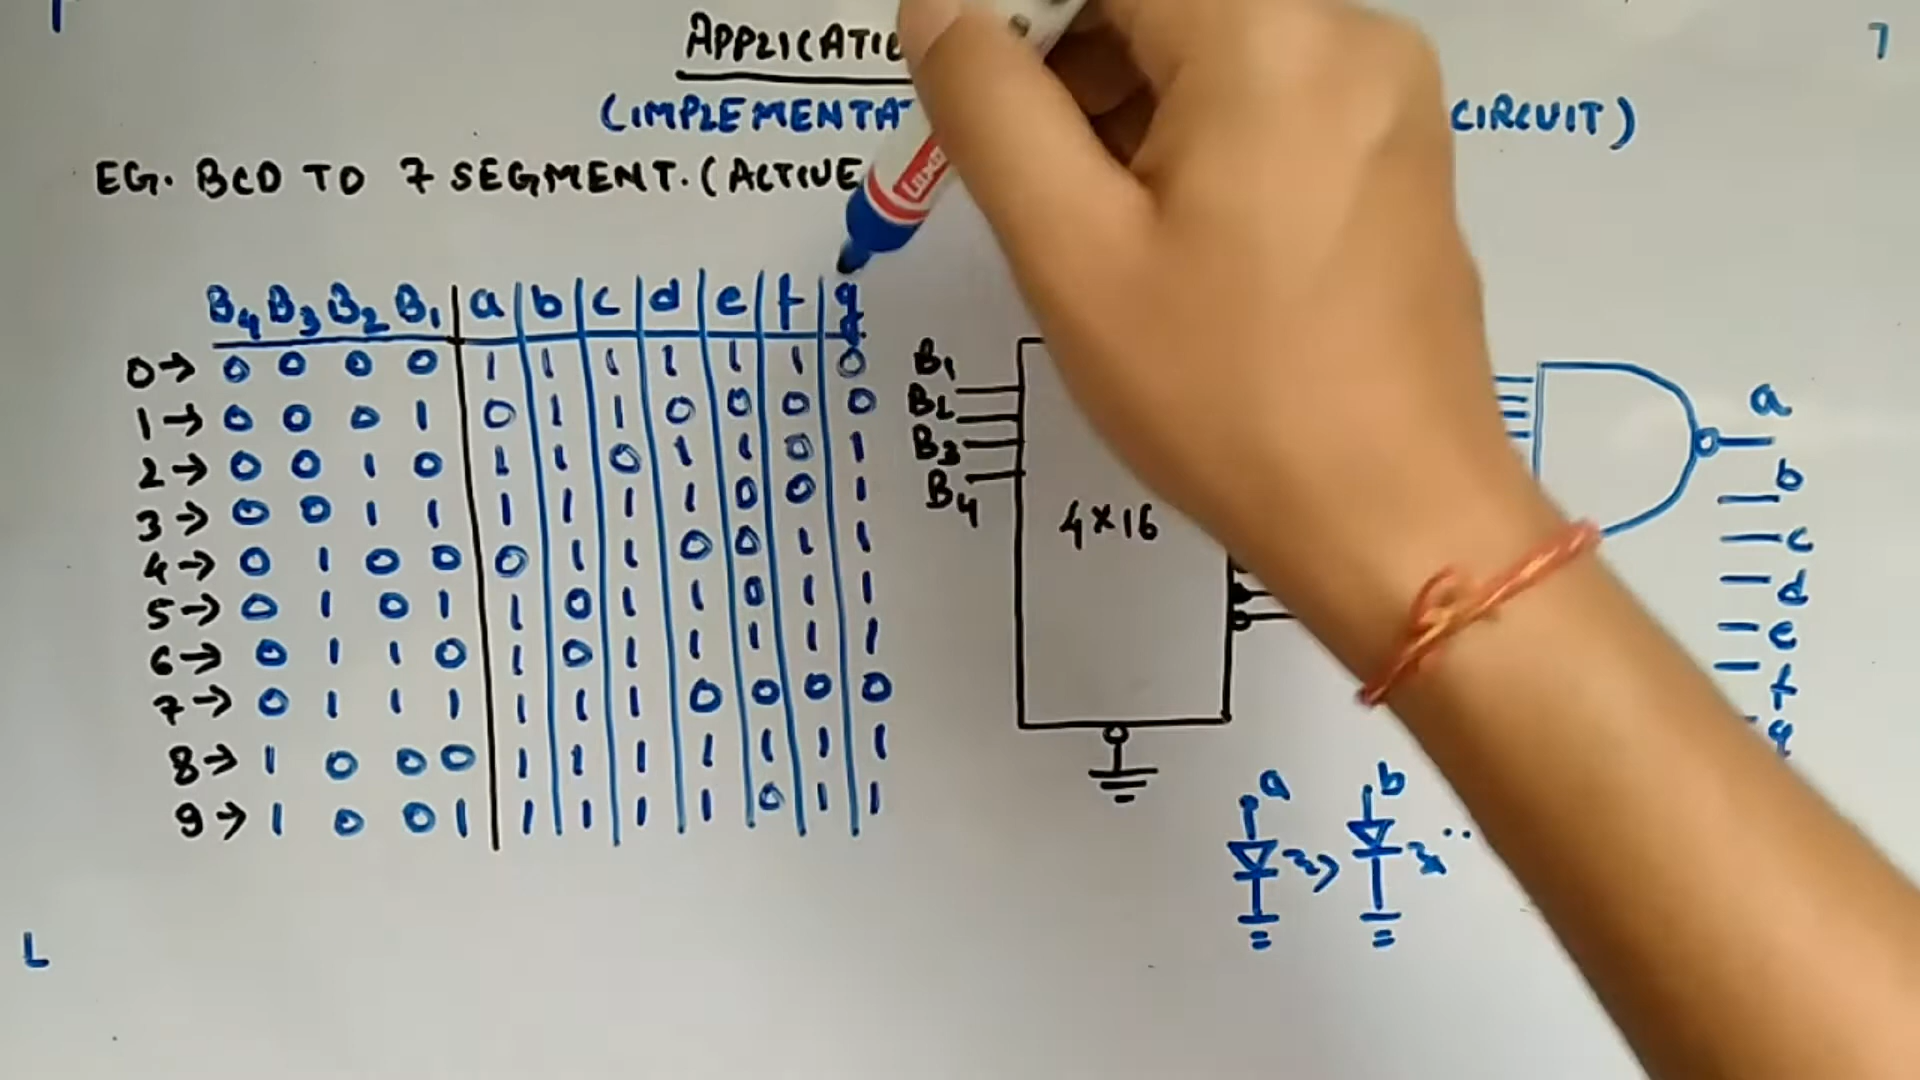 7
APPLICATIO
(IMPLEMENTAT CIRCUIT)
EG. BCD TO 7 SEGMENT. (ACTIVE
B4 B3 B2 B1 a b c d e f g
0→ 0 0 0 0 1 1 1 1 1 1 0
1→ 0 0 0 1 0 1 1 0 0 0 0
2→ 0 0 1 0 1 1 0 1 1 0 1
3→ 0 0 1 1 1 1 1 1 0 0 1
4→ 0 1 0 0 0 1 1 0 0 1 1
5→ 0 1 0 1 1 0 1 1 0 1 1
6→ 0 1 1 0 1 0 1 1 1 1 1
7→ 0 1 1 1 1 1 1 0 0 0 0
8→ 1 0 0 0 1 1 1 1 1 1 1
9→ 1 0 0 1 1 1 1 1 0 1 1
B1
B2
B3
B4
4×16
a
b
c
d
e
f
g
a b ..
L